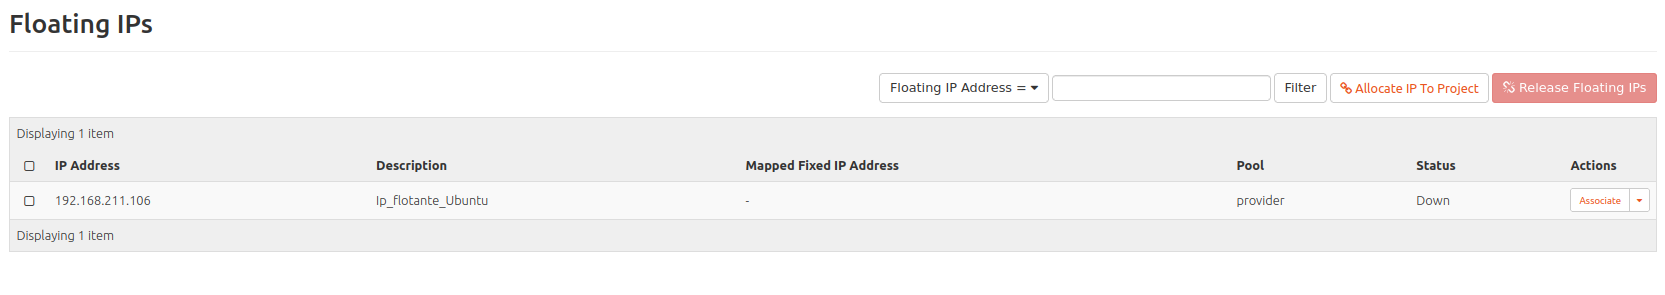 Floating IPs
Floating IP Address = Filter Allocate IP To Project Release Floating IPs
Displaying 1 item
IP Address Description Mapped Fixed IP Address Pool Status Actions
192.168.211.106 Ip_flotante_Ubuntu - provider Down Associate
Displaying 1 item